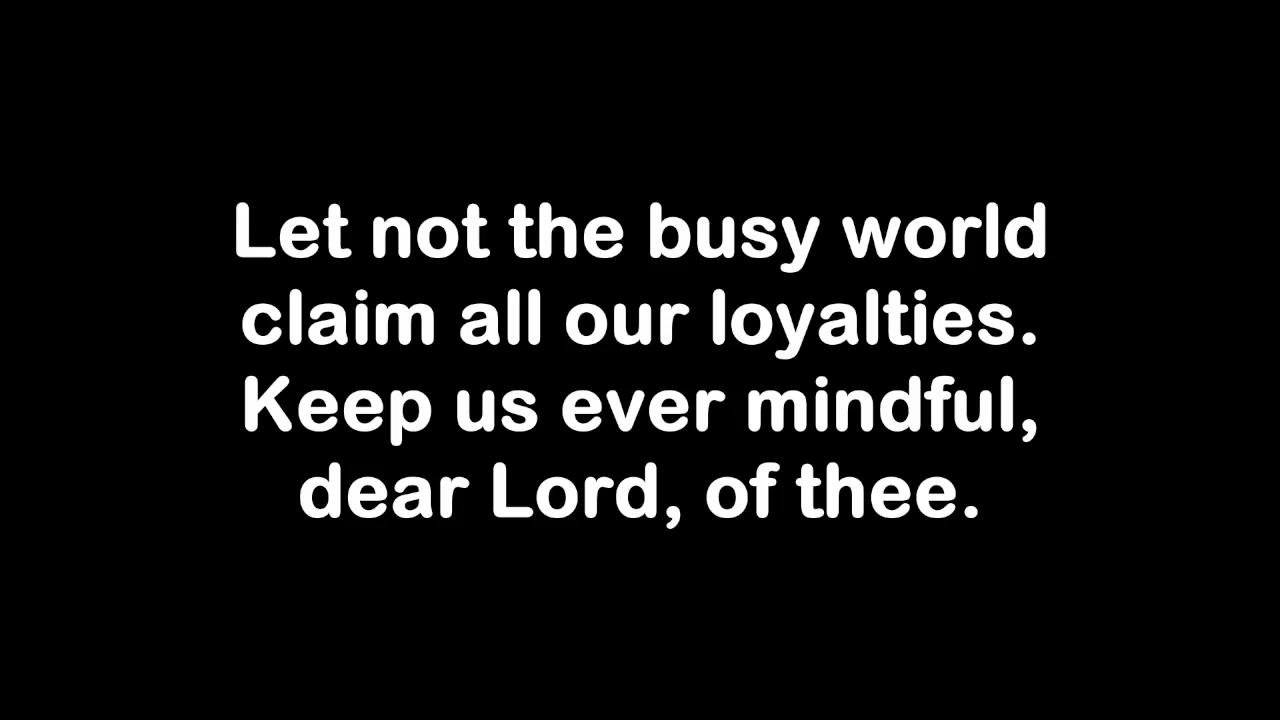 Let not the busy world
claim all our loyalties.
Keep us ever mindful,
dear Lord, of thee.